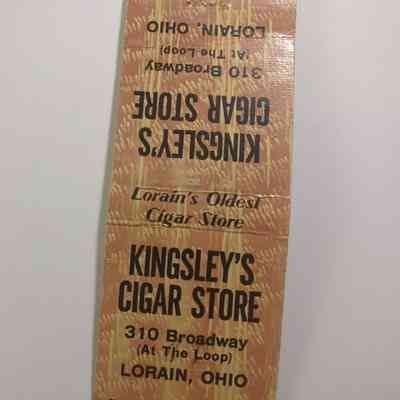 LORAIN, OHIO
(At The Loop)
310 Broadway
CIGAR STORE
KINGSLEY'S
Lorain's Oldest
Cigar Store
KINGSLEY'S
CIGAR STORE
310 Broadway
(At The Loop)
LORAIN, OHIO